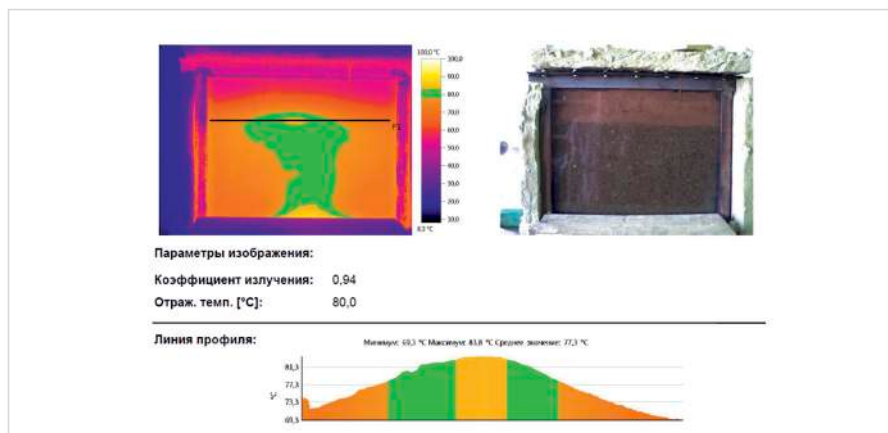 100,0 °C
100,0
90,0
80,0
70,0
60,0
50,0
40,0
30,0
20,0
10,0
P1
Параметры изображения:
Коэффициент излучения: 0,94
Отраж. темп. [°C]: 80,0
Линия профиля:
Минимум: 69,3 °C Максимум: 83,8 °C Среднее значение: 77,3 °C
°C
81,3
77,3
73,3
69,3